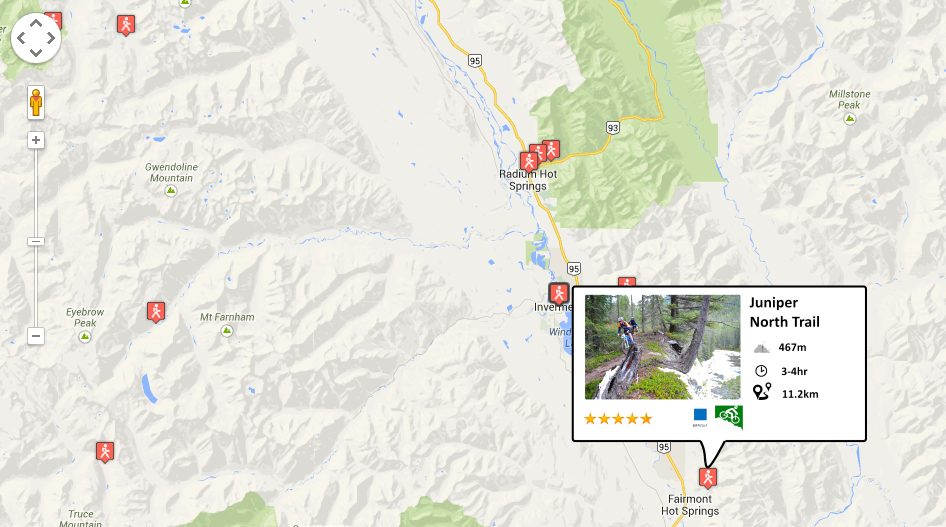 95
Millstone
Peak
93
Gwendoline
Mountain
Radium Hot
Springs
95
Inverme
Wind
L
Eyebrow
Peak
Mt Farnham
Juniper
North Trail
467m
3-4hr
11.2km
95
Fairmont
Hot Springs
Truce
Mountain